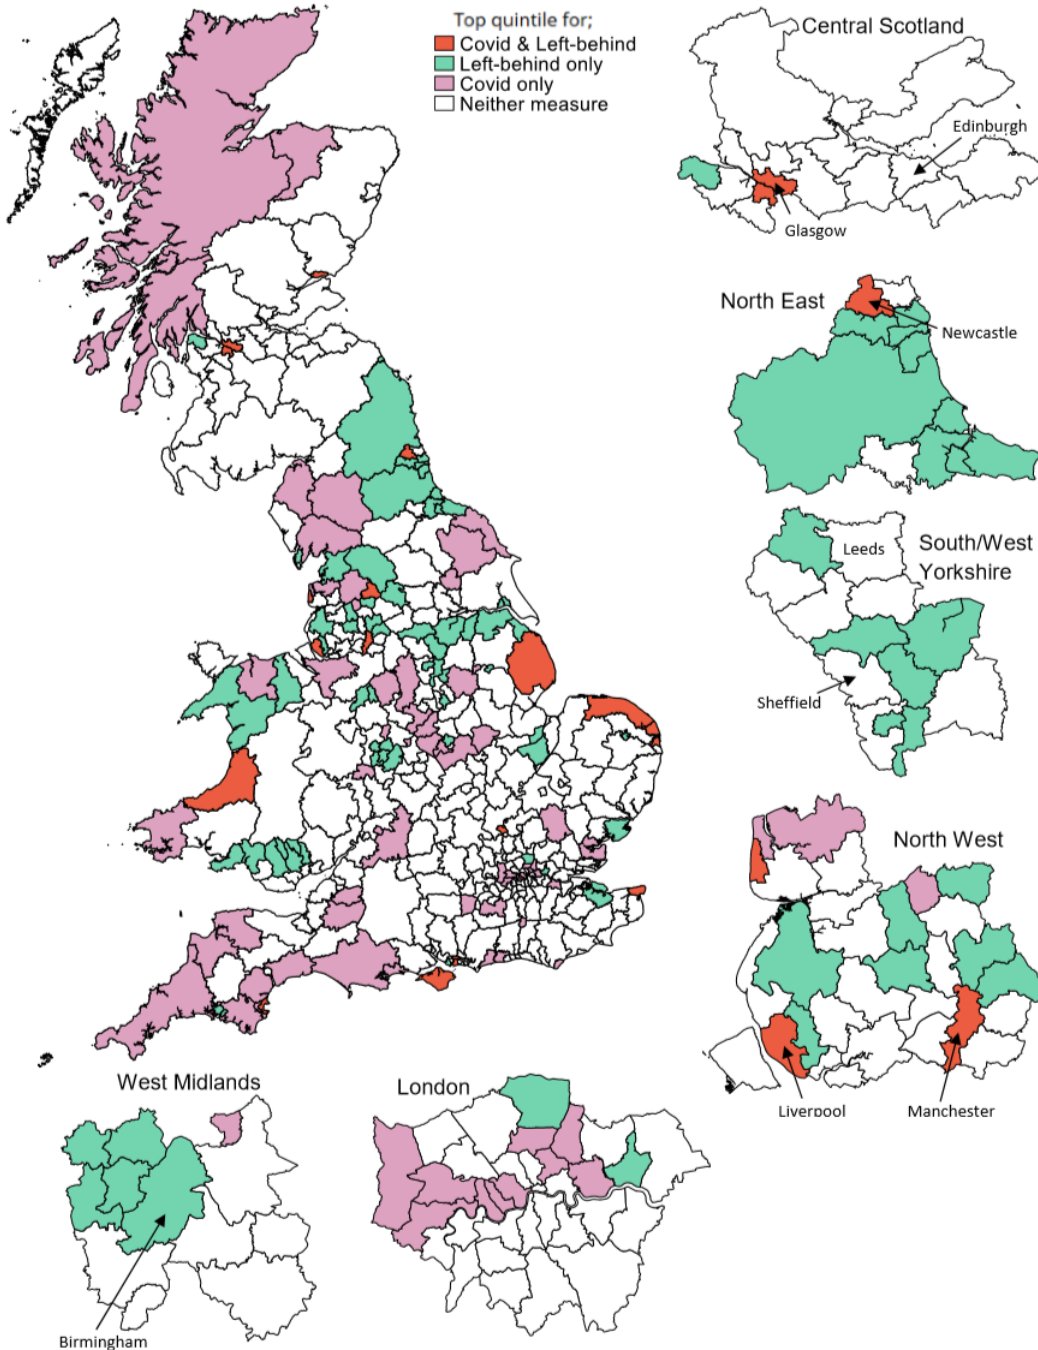 Top quintile for;
Covid & Left-behind
Left-behind only
Covid only
Neither measure
Central Scotland
Edinburgh
Glasgow
North East
Newcastle
South/West
Yorkshire
Leeds
Sheffield
North West
Liverpool
Manchester
West Midlands
Birmingham
London